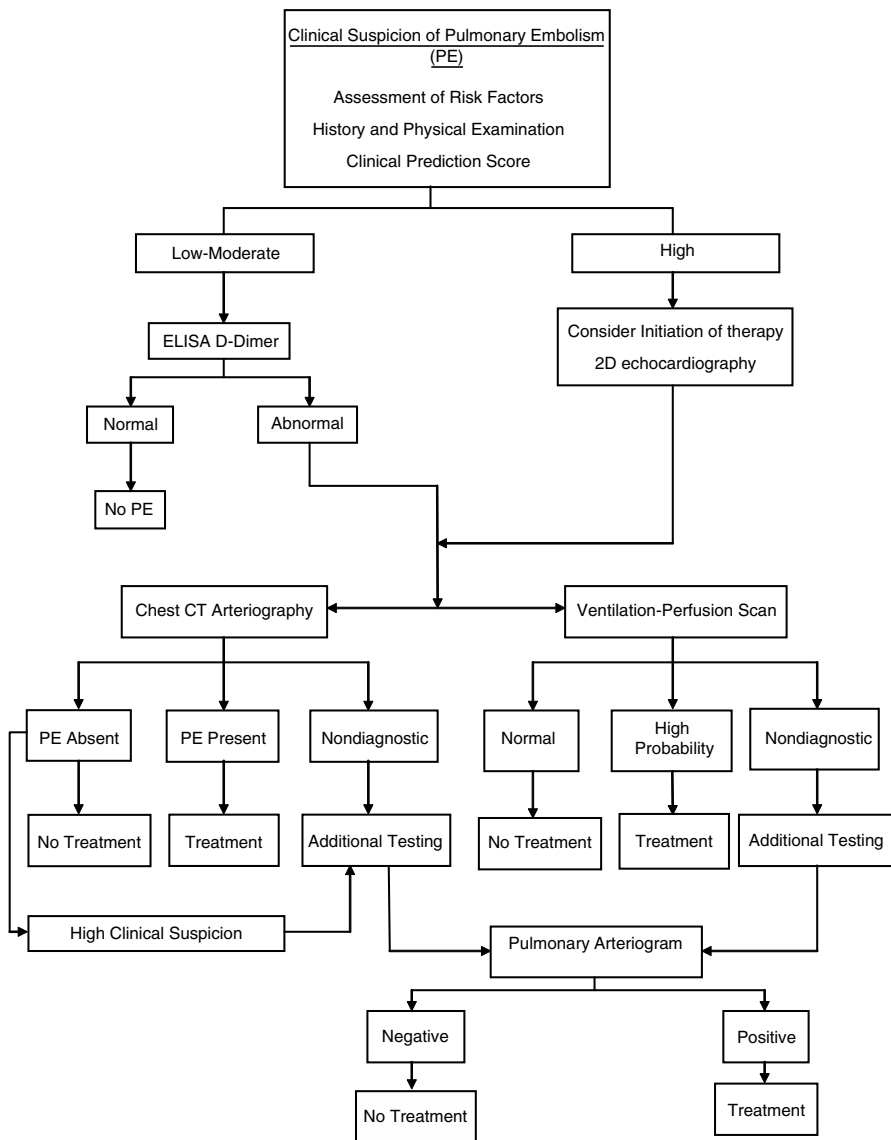 Clinical Suspicion of Pulmonary Embolism
(PE)
Assessment of Risk Factors
History and Physical Examination
Clinical Prediction Score
Low-Moderate
High
ELISA D-Dimer
Consider Initiation of therapy
2D echocardiography
Normal
Abnormal
No PE
Chest CT Arteriography
Ventilation-Perfusion Scan
PE Absent
PE Present
Nondiagnostic
Normal
High
Probability
Nondiagnostic
No Treatment
Treatment
Additional Testing
No Treatment
Treatment
Additional Testing
High Clinical Suspicion
Pulmonary Arteriogram
Negative
Positive
No Treatment
Treatment